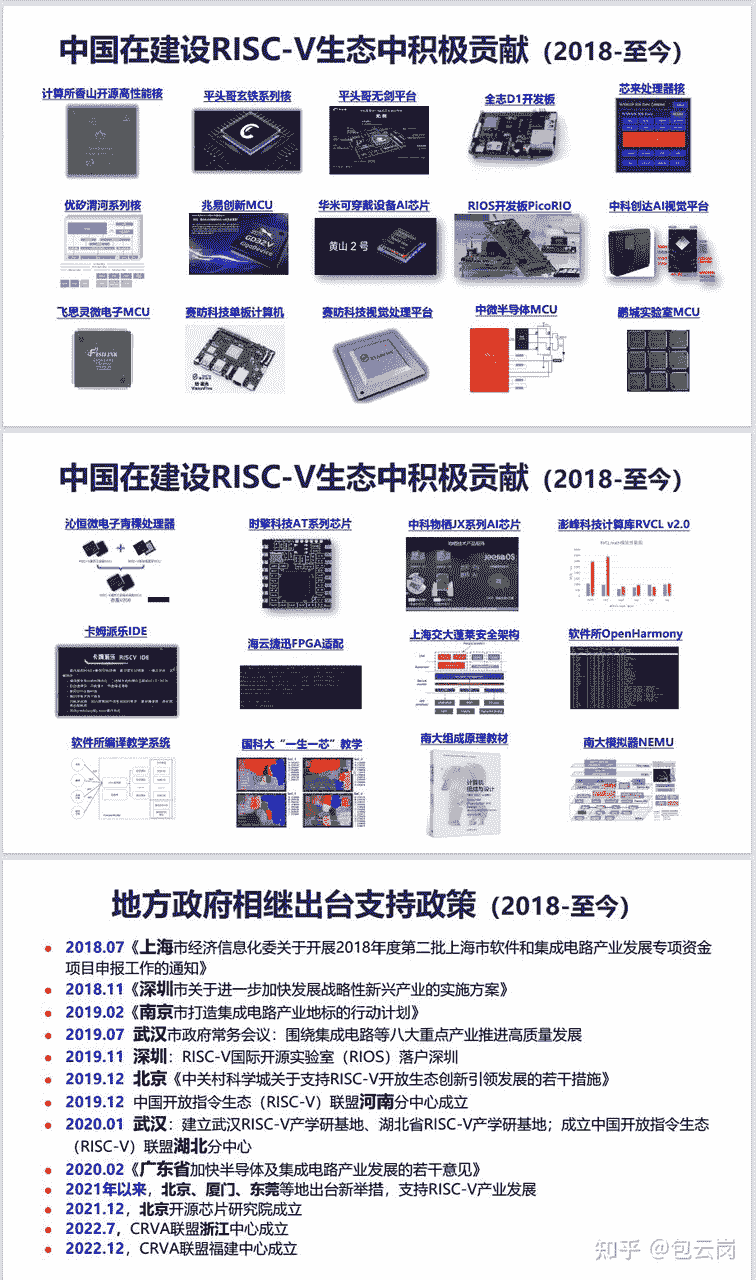 中国在建设RISC-V生态中积极贡献（2018-至今）
计算所香山开源高性能核
平头哥玄铁系列核
平头哥无剑平台
全志D1开发板
芯来处理器核
优矽渭河系列核
兆易创新MCU
华米可穿戴设备AI芯片
RIOS开发板PicoRIO
中科创达AI视觉平台
GD32V
黄山2号
飞思灵微电子MCU
赛昉科技单板计算机
赛昉科技视觉处理平台
中微半导体MCU
鹏城实验室MCU
FISILINK
中国在建设RISC-V生态中积极贡献（2018-至今）
沁恒微电子青稞处理器
时擎科技AT系列芯片
中科物栖JX系列AI芯片
澎峰科技计算库RVCL v2.0
卡姆派乐IDE
海云捷迅FPGA适配
上海交大蓬莱安全架构
软件所OpenHarmony
卡姆派乐 RISCV IDE
软件所编译教学系统
国科大“一生一芯”教学
南大组成原理教材
南大模拟器NEMU
计算机
组成与设计
地方政府相继出台支持政策（2018-至今）
2018.07《上海市经济信息化委关于开展2018年度第二批上海市软件和集成电路产业发展专项资金
项目申报工作的通知》
2018.11《深圳市关于进一步加快发展战略性新兴产业的实施方案》
2019.02《南京市打造集成电路产业地标的行动计划》
2019.07 武汉市政府常务会议：围绕集成电路等八大重点产业推进高质量发展
2019.11 深圳：RISC-V国际开源实验室（RIOS）落户深圳
2019.12 北京《中关村科学城关于支持RISC-V开放生态创新引领发展的若干措施》
2019.12 中国开放指令生态（RISC-V）联盟河南分中心成立
2020.01 武汉：建立武汉RISC-V产学研基地、湖北省RISC-V产学研基地；成立中国开放指令生态
（RISC-V）联盟湖北分中心
2020.02《广东省加快半导体及集成电路产业发展的若干意见》
2021年以来，北京、厦门、东莞等地出台新举措，支持RISC-V产业发展
2021.12，北京开源芯片研究院成立
2022.7，CRVA联盟浙江中心成立
2022.12，CRVA联盟福建中心成立
知乎 @包云岗